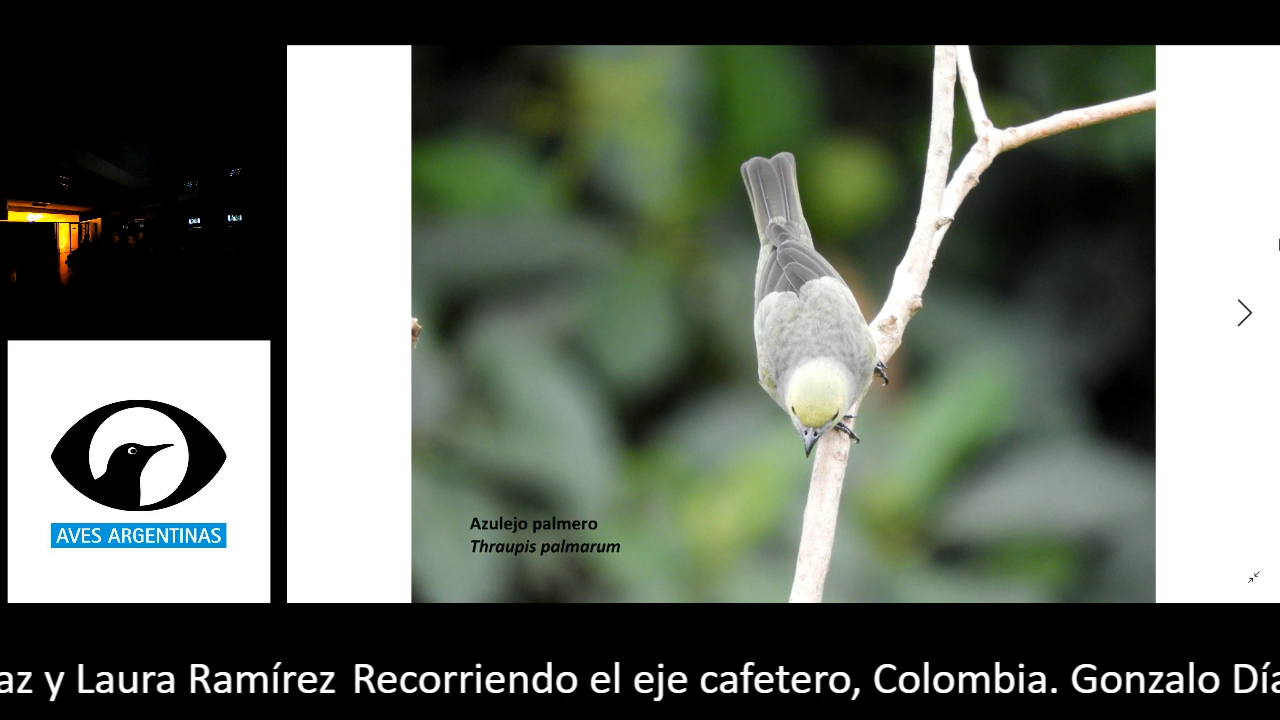 AVES ARGENTINAS
Azulejo palmero
Thraupis palmarum
az y Laura Ramírez Recorriendo el eje cafetero, Colombia. Gonzalo Día